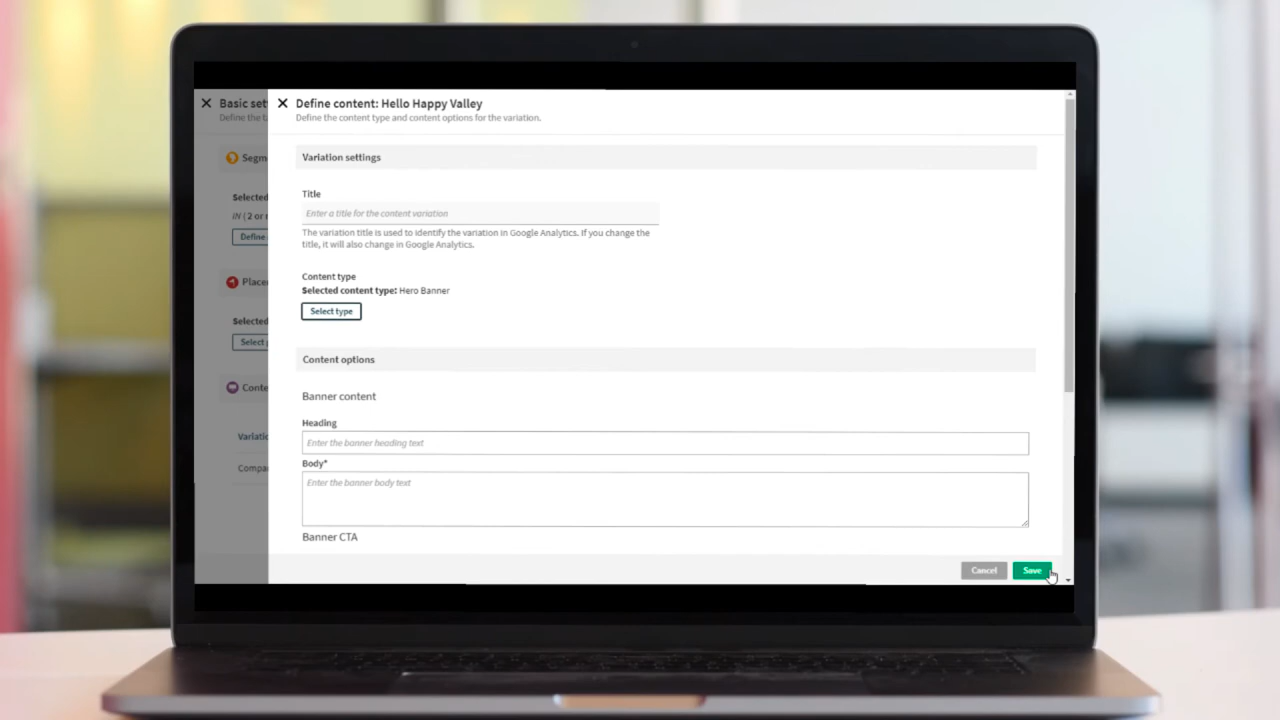 Basic set
Define the
Segm
Selected
IN ( 2 or
Define
Place
Selected
Select
Conte
Variatio
Compa
Define content: Hello Happy Valley
Define the content type and content options for the variation.
Variation settings
Title
Enter a title for the content variation
The variation title is used to identify the variation in Google Analytics. If you change the
title, it will also change in Google Analytics.
Content type
Selected content type: Hero Banner
Select type
Content options
Banner content
Heading
Enter the banner heading text
Body*
Enter the banner body text
Banner CTA
Cancel
Save